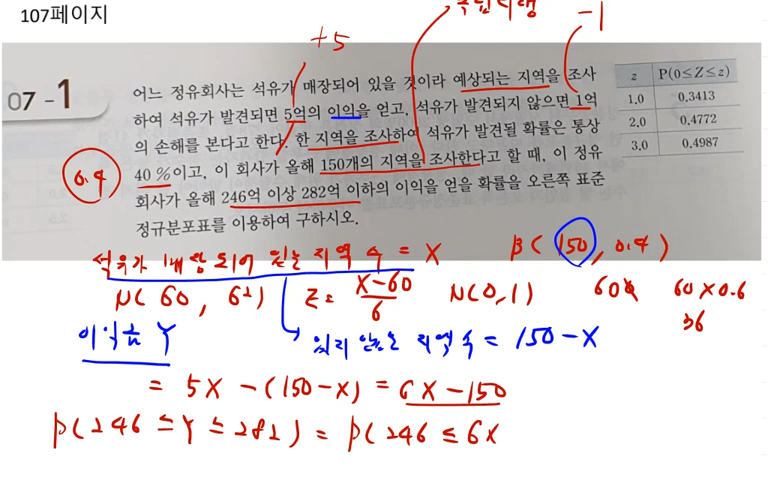 107페이지
독립시행
-1
+5
07-1
어느 정유회사는 석유가 매장되어 있을 것이라 예상되는 지역을 조사
하여 석유가 발견되면 5억의 이익을 얻고, 석유가 발견되지 않으면 1억
의 손해를 본다고 한다. 한 지역을 조사하여 석유가 발견될 확률은 통상
40 %이고, 이 회사가 올해 150개의 지역을 조사한다고 할 때, 이 정유
회사가 올해 246억 이상 282억 이하의 이익을 얻을 확률을 오른쪽 표준
정규분포표를 이용하여 구하시오.
z P(0≤Z≤z)
1.0 0.3413
2.0 0.4772
3.0 0.4987
0.4
석유가 매장 되어 있는 지역 수 = X B(150, 0.4)
N(60, 6²) Z = X-60/6 N(0,1) 60 60×0.6
36
이익을 Y 있지 않는 지역 수 = 150-X
= 5X -(150-X) = 6X-150
P(246 ≤ Y ≤ 282) = P(246 ≤ 6X